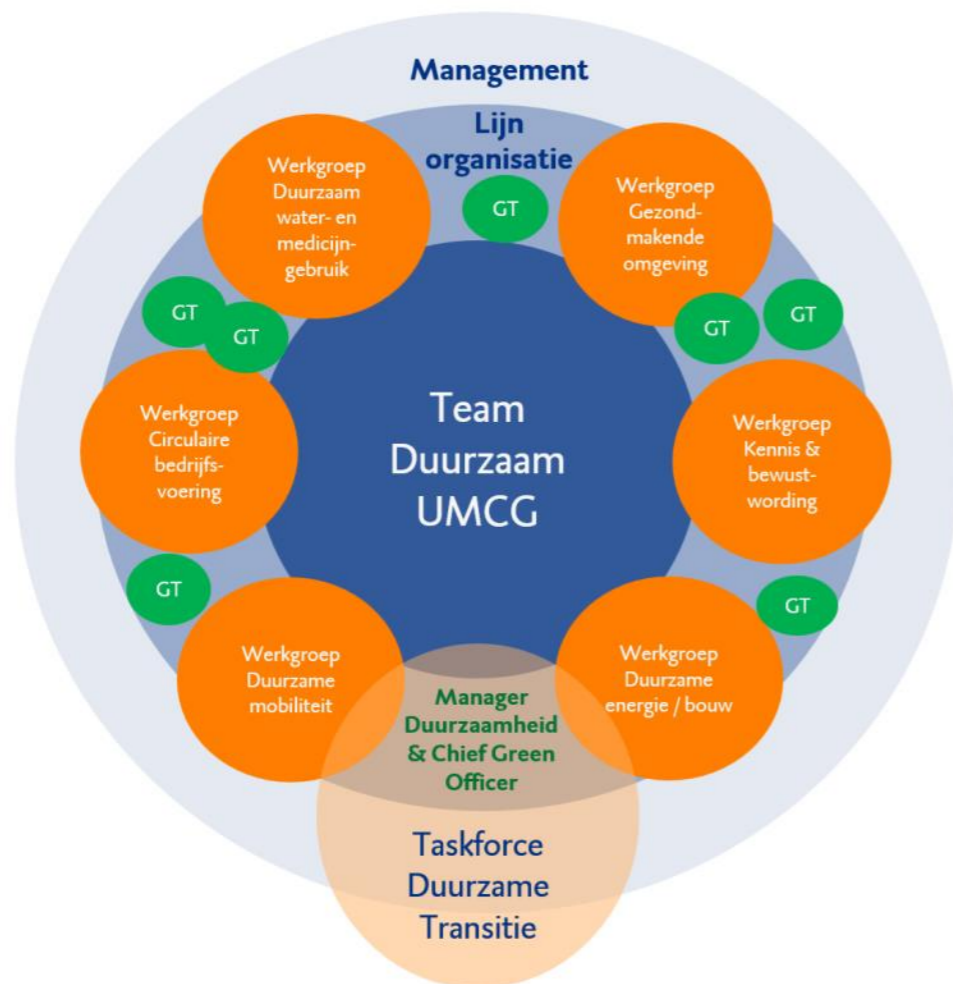 Management
Lijn
organisatie
Werkgroep
Duurzaam
water- en
medicijn-
gebruik
GT
Werkgroep
Gezond-
makende
omgeving
GT
GT
GT
GT
Werkgroep
Circulaire
bedrijfs-
voering
Team
Duurzaam
UMCG
Werkgroep
Kennis &
bewust-
wording
GT
GT
Werkgroep
Duurzame
mobiliteit
Manager
Duurzaamheid
& Chief Green
Officer
Werkgroep
Duurzame
energie / bouw
Taskforce
Duurzame
Transitie